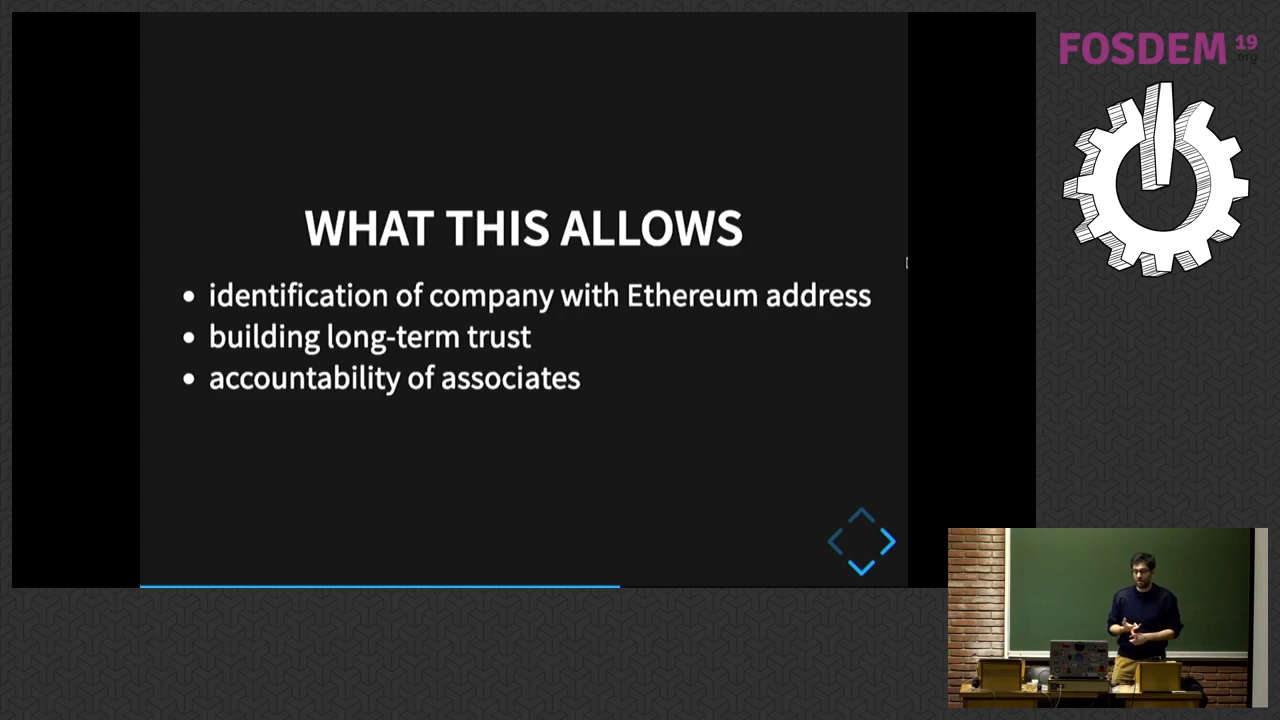 WHAT THIS ALLOWS
identification of company with Ethereum address
building long-term trust
accountability of associates
FOSDEM 19
.org